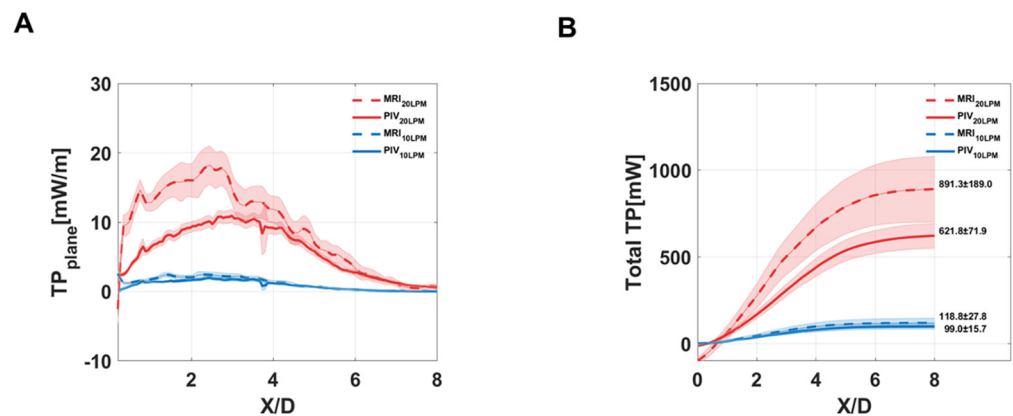 A
B
30
20
10
0
-10
2
4
6
8
X/D
TPplane[mW/m]
MRI20LPM
PIV20LPM
MRI10LPM
PIV10LPM
1500
1000
500
0
0
2
4
6
8
X/D
Total TP[mW]
MRI20LPM
PIV20LPM
MRI10LPM
PIV10LPM
891.3±189.0
621.8±71.9
118.8±27.8
99.0±15.7